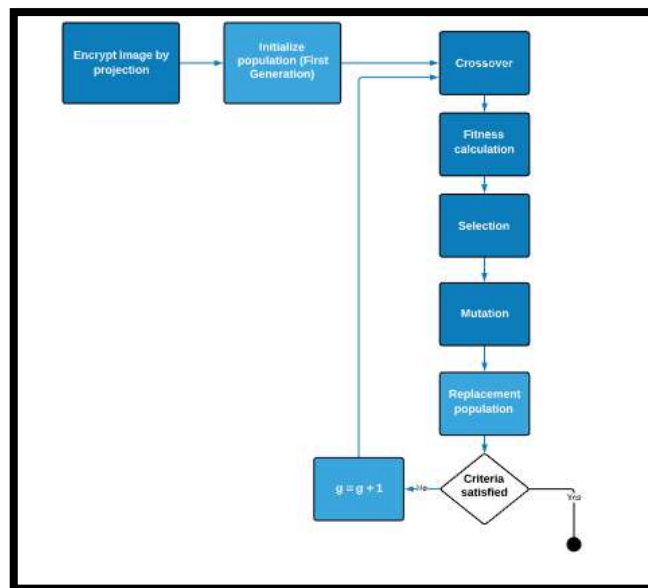 Encrypt Image by
projection
Initialize
population (First
Generation)
Crossover
Fitness
calculation
Selection
Mutation
Replacement
population
Criteria
satisfied
No
Yes
g = g + 1